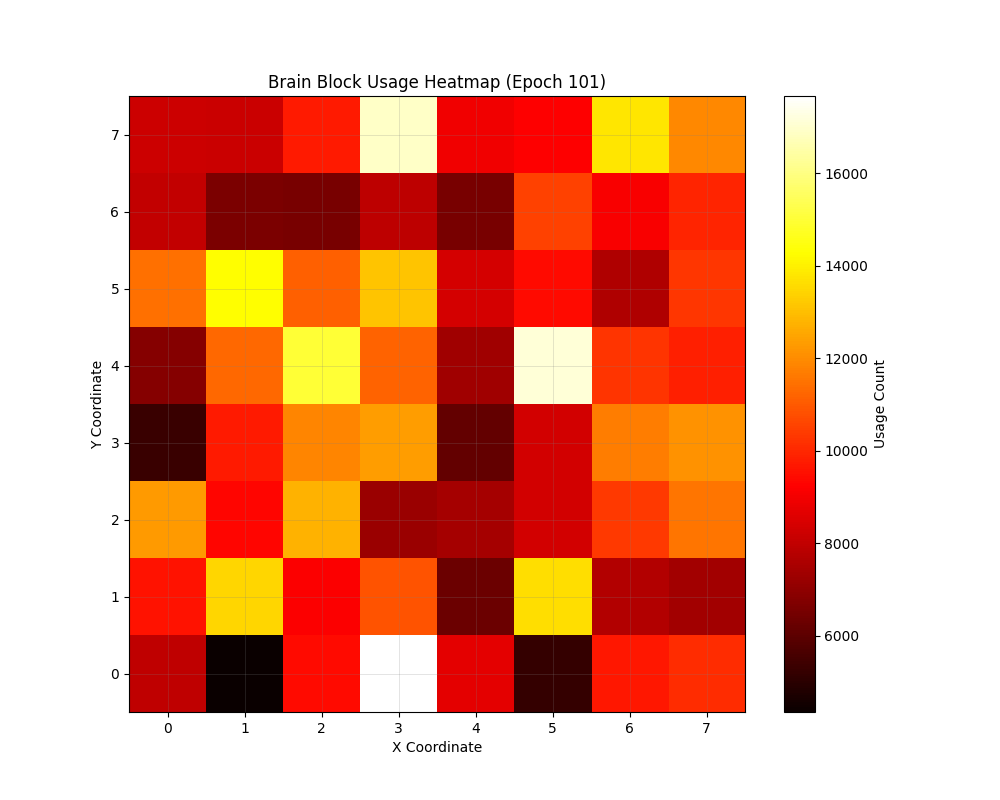 Brain Block Usage Heatmap (Epoch 101)
7
6
5
4
3
2
1
0
Y Coordinate
0 1 2 3 4 5 6 7
X Coordinate
16000
14000
12000
10000
8000
6000
Usage Count